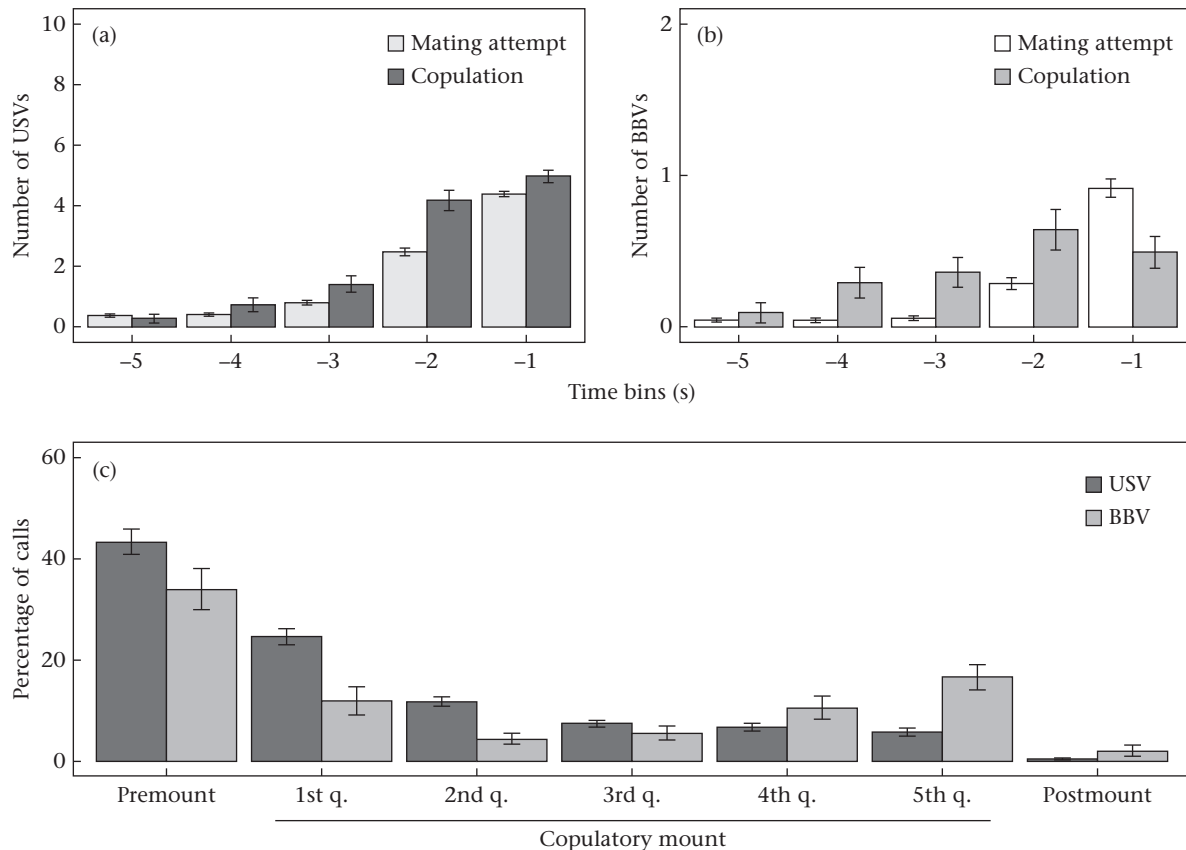 (a)
Mating attempt
Copulation
Number of USVs
10
8
6
4
2
0
–5 –4 –3 –2 –1
(b)
Mating attempt
Copulation
Number of BBVs
2
1
0
–5 –4 –3 –2 –1
Time bins (s)
(c)
USV
BBV
Percentage of calls
60
40
20
0
Premount 1st q. 2nd q. 3rd q. 4th q. 5th q. Postmount
Copulatory mount